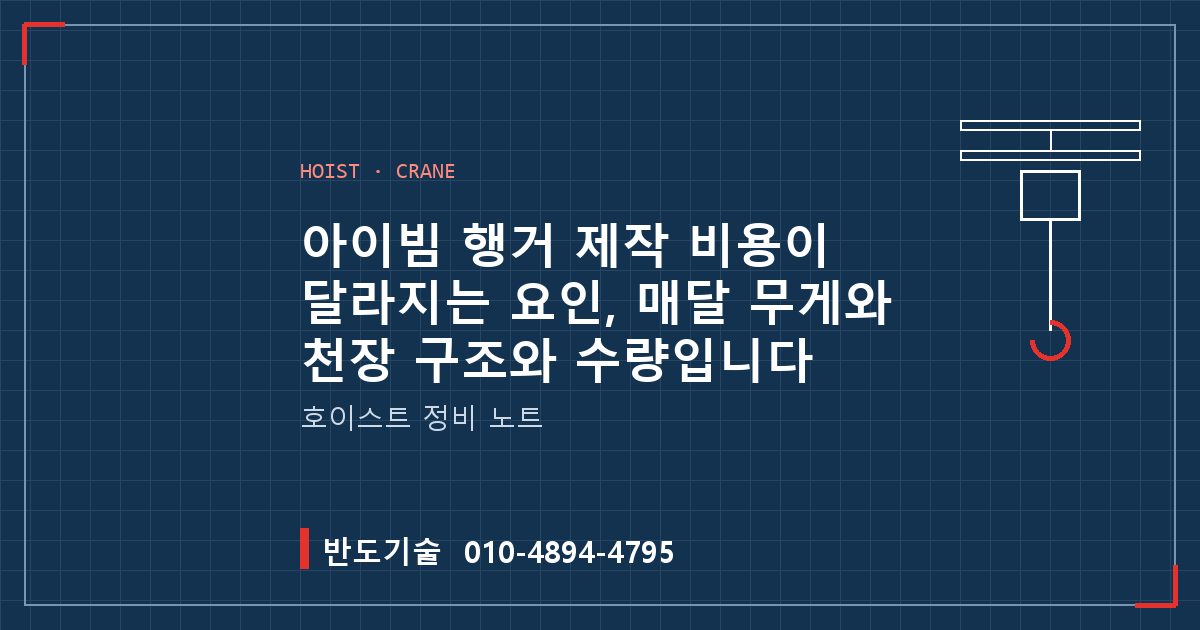 HOIST · CRANE
아이빔 행거 제작 비용이
달라지는 요인, 매달 무게와
천장 구조와 수량입니다
호이스트 정비 노트
반도기술 010-4894-4795